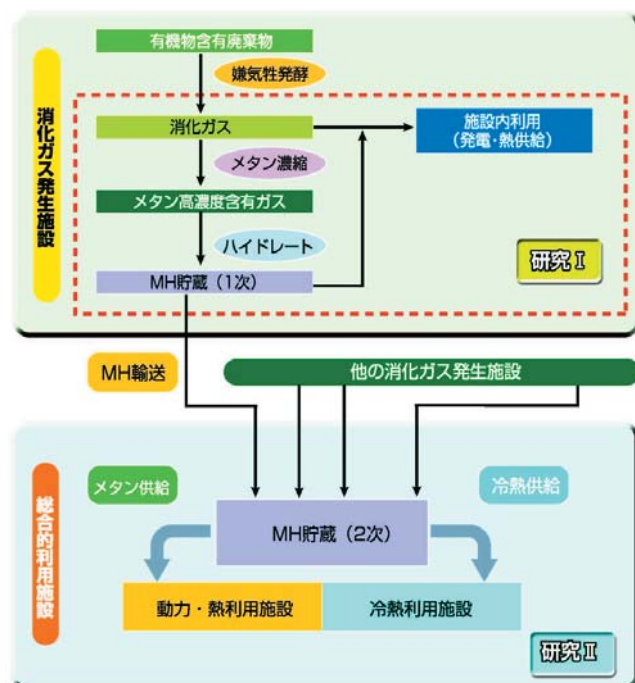 消化ガス発生施設
有機物含有廃棄物
嫌気性発酵
消化ガス
施設内利用
(発電・熱供給)
メタン濃縮
メタン高濃度含有ガス
ハイドレート
MH貯蔵(1次)
研究Ⅰ
MH輸送
他の消化ガス発生施設
総合的利用施設
メタン供給
冷熱供給
MH貯蔵(2次)
動力・熱利用施設
冷熱利用施設
研究Ⅱ